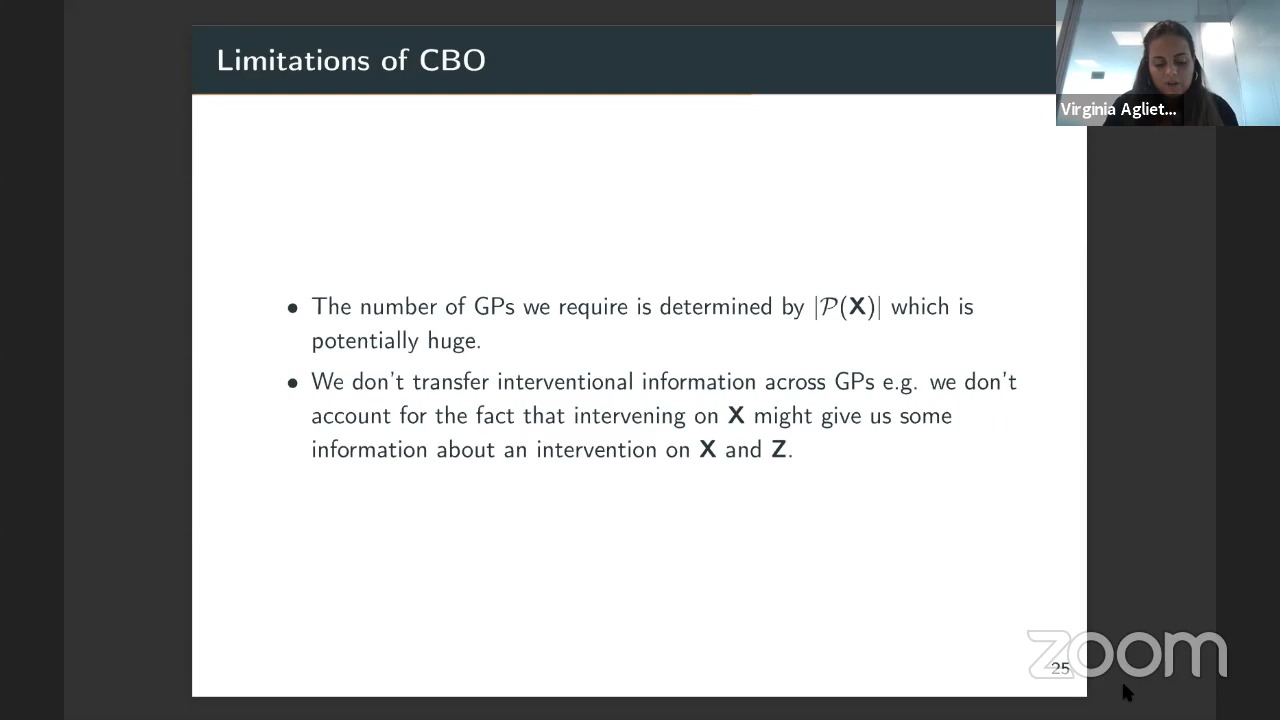 Limitations of CBO
Virginia Agliet...
• The number of GPs we require is determined by |𝒫(X)| which is
potentially huge.
• We don't transfer interventional information across GPs e.g. we don't
account for the fact that intervening on X might give us some
information about an intervention on X and Z.
25
zoom